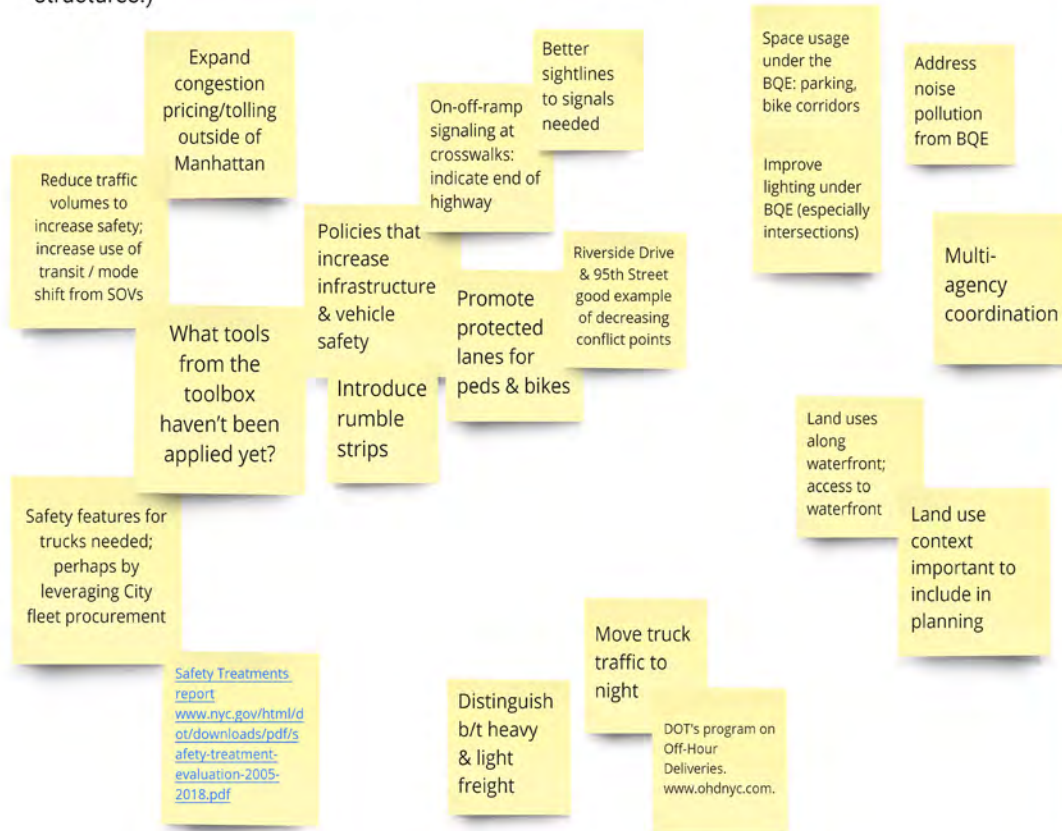 structures.)
Expand
congestion
pricing/tolling
outside of
Manhattan
Better
sightlines
to signals
needed
On-off-ramp
signaling at
crosswalks:
indicate end of
highway
Space usage
under the
BQE: parking,
bike corridors
Improve
lighting under
BQE (especially
intersections)
Address
noise
pollution
from BQE
Reduce traffic
volumes to
increase safety;
increase use of
transit / mode
shift from SOVs
Policies that
increase
infrastructure
& vehicle
safety
Riverside Drive
& 95th Street
good example
of decreasing
conflict points
Multi-
agency
coordination
Promote
protected
lanes for
peds & bikes
What tools
from the
toolbox
haven't been
applied yet?
Introduce
rumble
strips
Land uses
along
waterfront;
access to
waterfront
Land use
context
important to
include in
planning
Safety features for
trucks needed;
perhaps by
leveraging City
fleet procurement
Move truck
traffic to
night
Safety Treatments
report
www.nyc.gov/html/d
ot/downloads/pdf/s
afety-treatment-
evaluation-2005-
2018.pdf
Distinguish
b/t heavy
& light
freight
DOT's program on
Off-Hour
Deliveries.
www.ohdnyc.com.